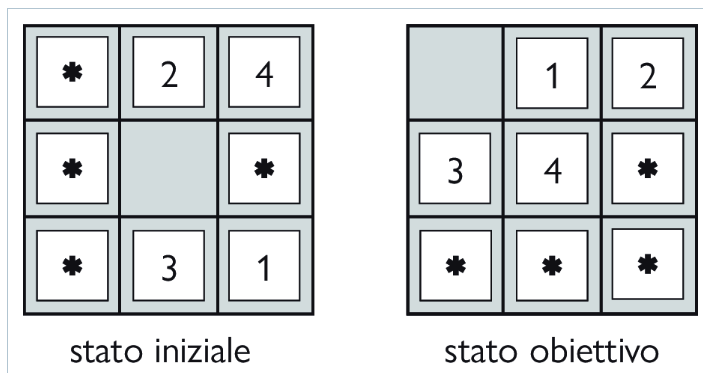 * 2 4 1 2
* * 3 4 *
* 3 1 * * *
stato iniziale stato obiettivo